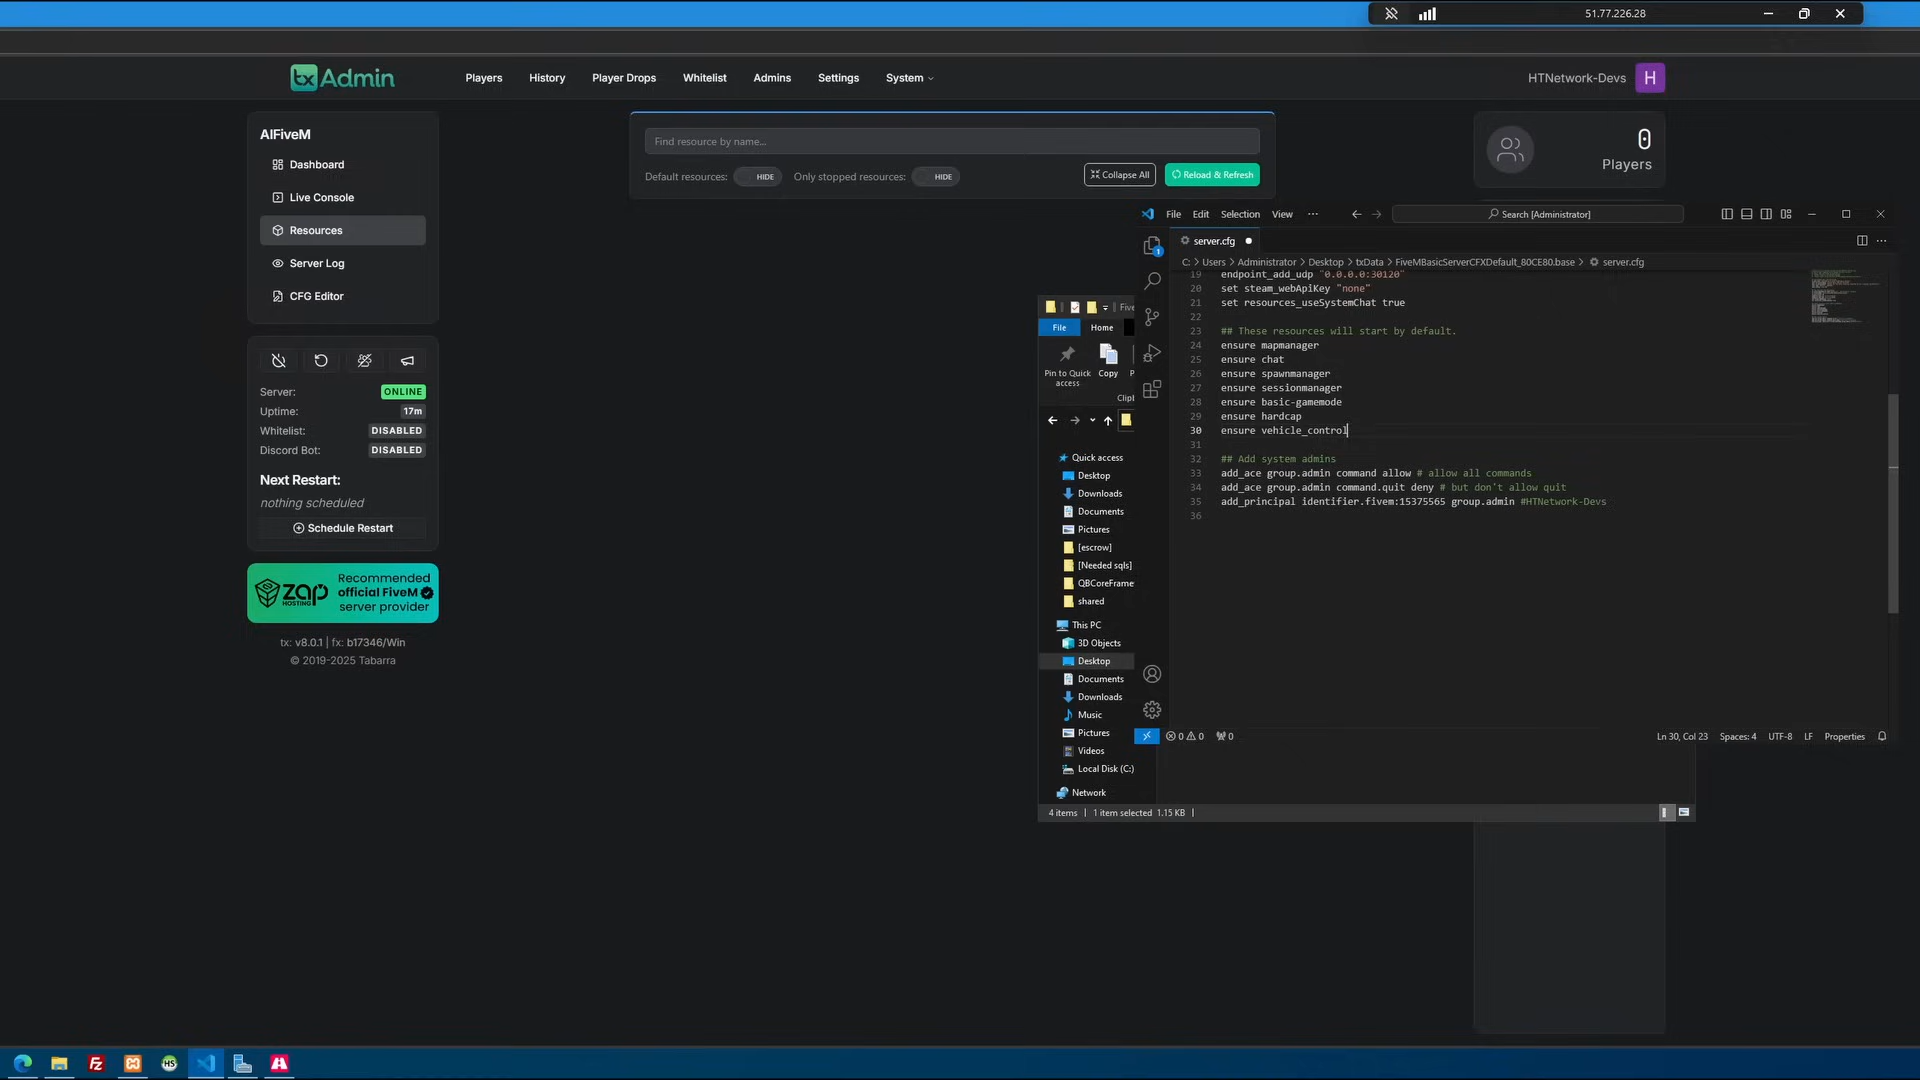 51.77.226.28
txAdmin
Players
History
Player Drops
Whitelist
Admins
Settings
System
HTNetwork-Devs
H
AIFiveM
Dashboard
Live Console
Resources
Server Log
CFG Editor
Server: ONLINE
Uptime: 17m
Whitelist: DISABLED
Discord Bot: DISABLED
Next Restart:
nothing scheduled
Schedule Restart
ZAP HOSTING
Recommended
official FiveM
server provider
tx: v8.0.1 | fx: b17346/Win
© 2019-2025 Tabarra
Find resource by name...
Default resources: HIDE Only stopped resources: HIDE
Collapse All
Reload & Refresh
0
Players
File Edit Selection View ···
Search [Administrator]
1
server.cfg
C: > Users > Administrator > Desktop > txData > FiveMBasicServerCFXDefault_80CE80.base > server.cfg
19 endpoint_add_udp "0.0.0.0:30120"
20 set steam_webApiKey "none"
21 set resources_useSystemChat true
22
23 ## These resources will start by default.
24 ensure mapmanager
25 ensure chat
26 ensure spawnmanager
27 ensure sessionmanager
28 ensure basic-gamemode
29 ensure hardcap
30 ensure vehicle_control
31
32 ## Add system admins
33 add_ace group.admin command allow # allow all commands
34 add_ace group.admin command.quit deny # but don't allow quit
35 add_principal identifier.fivem:15375565 group.admin #HTNetwork-Devs
36
0 0 0
Ln 30, Col 23 Spaces: 4 UTF-8 LF Properties
Five
File Home
Pin to Quick
access
Copy
P
Clipl
Quick access
Desktop
Downloads
Documents
Pictures
[escrow]
[Needed sqls]
QBCoreFrame
shared
This PC
3D Objects
Desktop
Documents
Downloads
Music
Pictures
Videos
Local Disk (C:)
Network
4 items | 1 item selected 1.15 KB |
FZ
HS